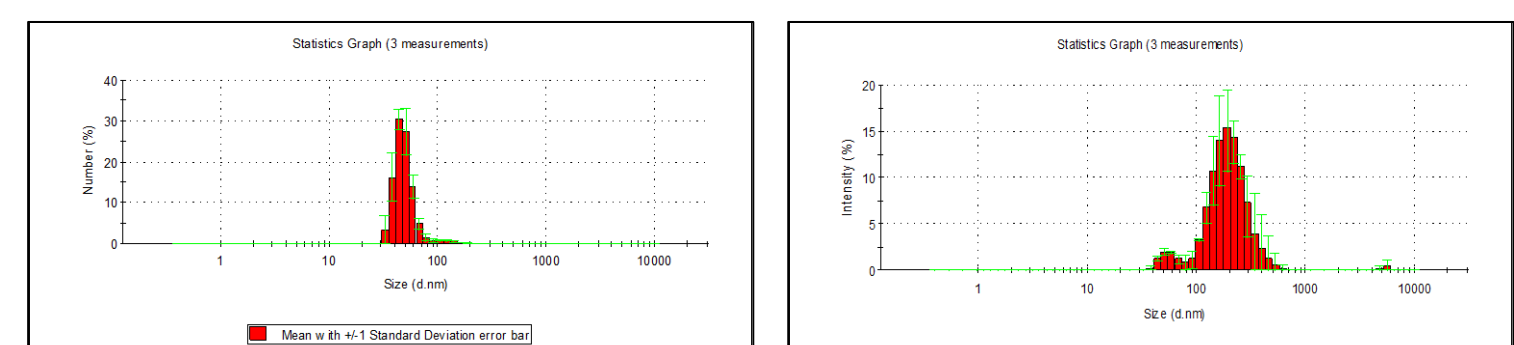 Statistics Graph (3 measurements)
40
30
20
10
0
Number (%)
1 10 100 1000 10000
Size (d.nm)
Mean with +/-1 Standard Deviation error bar
Statistics Graph (3 measurements)
20
15
10
5
0
Intensity (%)
1 10 100 1000 10000
Size (d.nm)